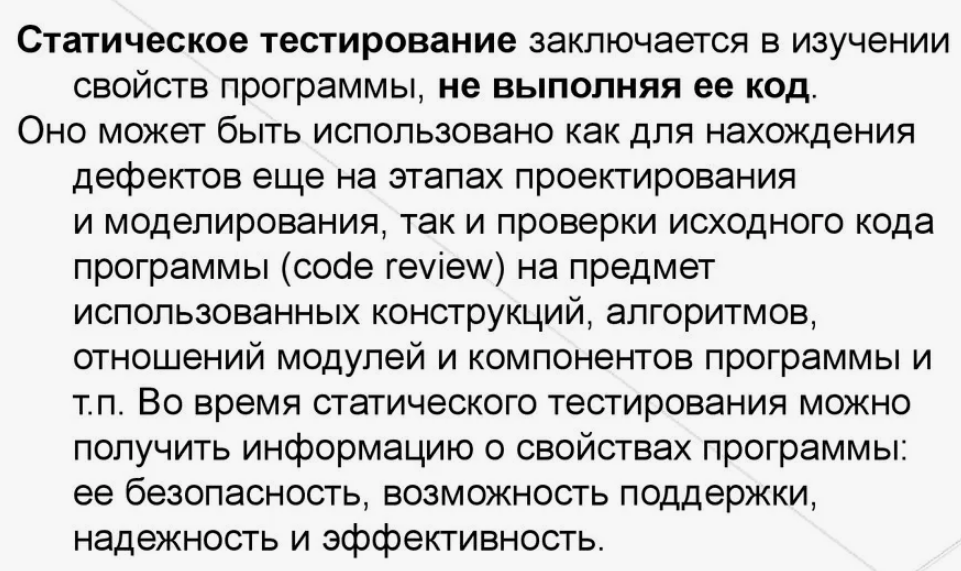 Статическое тестирование заключается в изучении
свойств программы, не выполняя ее код.
Оно может быть использовано как для нахождения
дефектов еще на этапах проектирования
и моделирования, так и проверки исходного кода
программы (code review) на предмет
использованных конструкций, алгоритмов,
отношений модулей и компонентов программы и
т.п. Во время статического тестирования можно
получить информацию о свойствах программы:
ее безопасность, возможность поддержки,
надежность и эффективность.